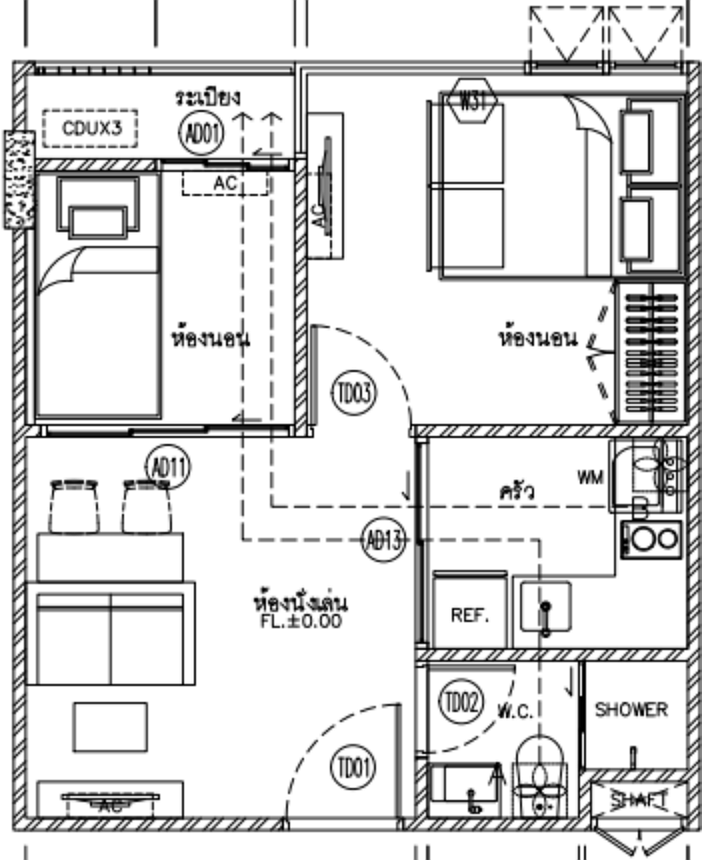 ระเบียง
W31
CDUX3
AD01
AC
AC
ห้องนอน
ห้องนอน
TD03
AD11
ครัว
WM
AD13
ห้องนั่งเล่น
FL.±0.00
REF.
TD02
W.C.
SHOWER
TD01
AC
SHAFT